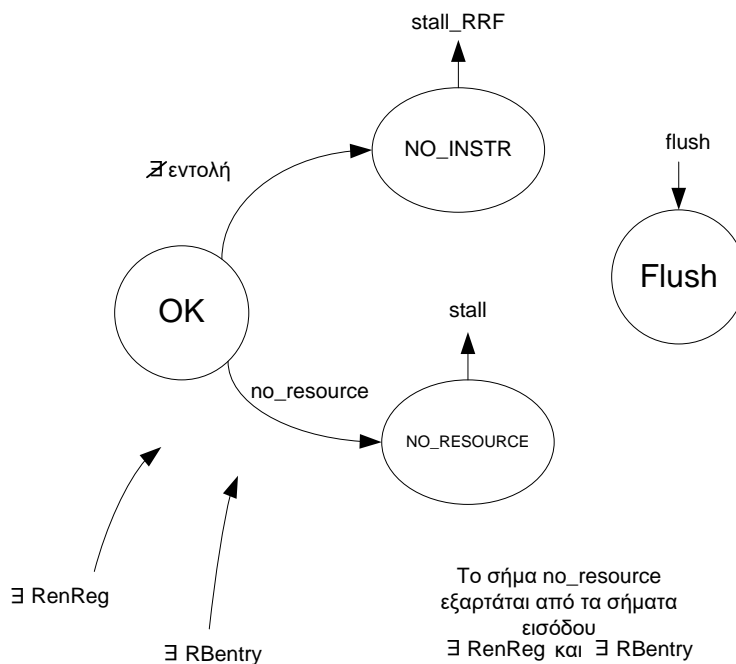 stall_RRF
NO_INSTR
flush
∄ εντολή
Flush
OK
stall
no_resource
NO_RESOURCE
∃ RenReg
∃ RBentry
Το σήμα no_resource
εξαρτάται από τα σήματα
εισόδου
∃ RenReg και ∃ RBentry